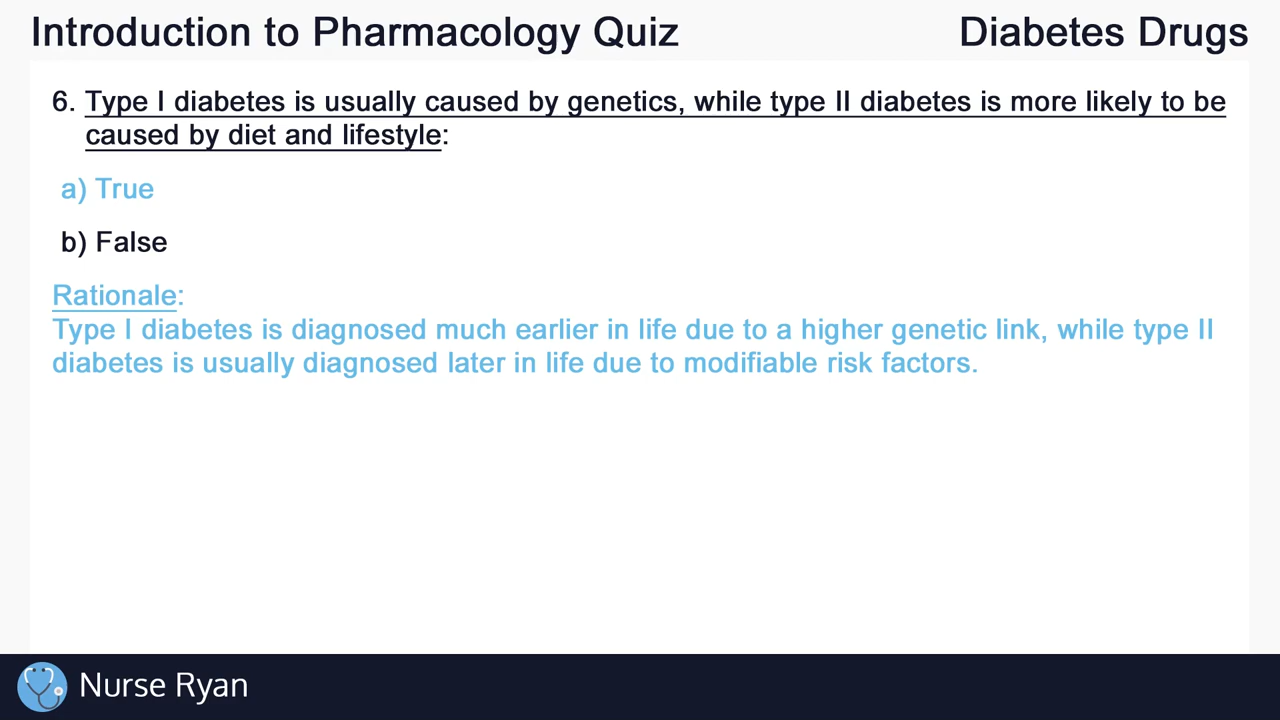 Introduction to Pharmacology Quiz
Diabetes Drugs
6. Type I diabetes is usually caused by genetics, while type II diabetes is more likely to be
caused by diet and lifestyle:
a) True
b) False
Rationale:
Type I diabetes is diagnosed much earlier in life due to a higher genetic link, while type II
diabetes is usually diagnosed later in life due to modifiable risk factors.
Nurse Ryan